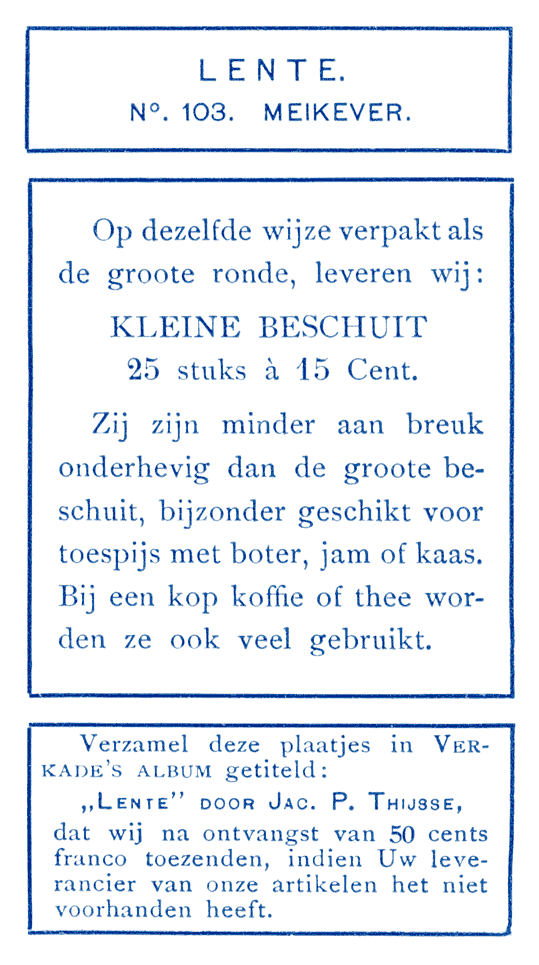 LENTE.
Nº. 103. MEIKEVER.
Op dezelfde wijze verpakt als
de groote ronde, leveren wij:
KLEINE BESCHUIT
25 stuks à 15 Cent.
Zij zijn minder aan breuk
onderhevig dan de groote be-
schuit, bijzonder geschikt voor
toespijs met boter, jam of kaas.
Bij een kop koffie of thee wor-
den ze ook veel gebruikt.
Verzamel deze plaatjes in VER-
KADE'S ALBUM getiteld:
„LENTE” DOOR JAC. P. THIJSSE,
dat wij na ontvangst van 50 cents
franco toezenden, indien Uw leve-
rancier van onze artikelen het niet
voorhanden heeft.